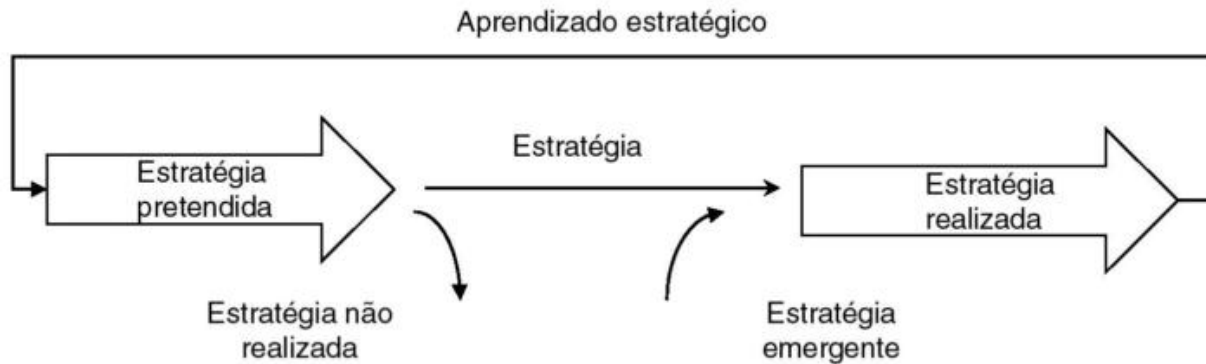 Aprendizado estratégico
Estratégia
Estratégia
pretendida
Estratégia
realizada
Estratégia não
realizada
Estratégia
emergente